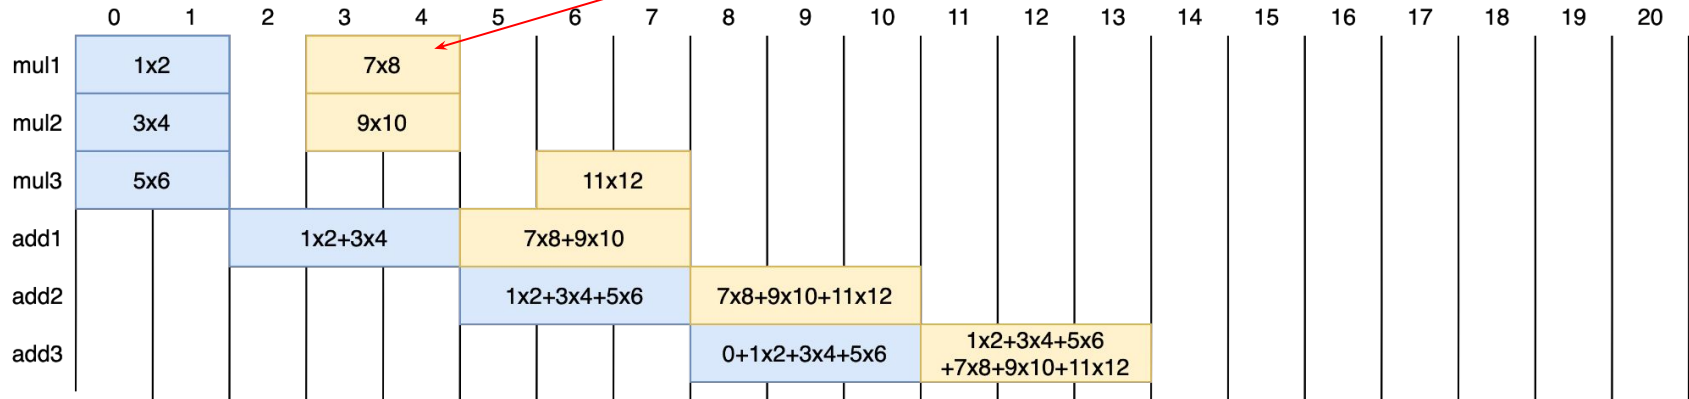 0 1 2 3 4 5 6 7 8 9 10 11 12 13 14 15 16 17 18 19 20
mul1 1x2 7x8
mul2 3x4 9x10
mul3 5x6 11x12
add1 1x2+3x4 7x8+9x10
add2 1x2+3x4+5x6 7x8+9x10+11x12
add3 0+1x2+3x4+5x6 1x2+3x4+5x6
+7x8+9x10+11x12